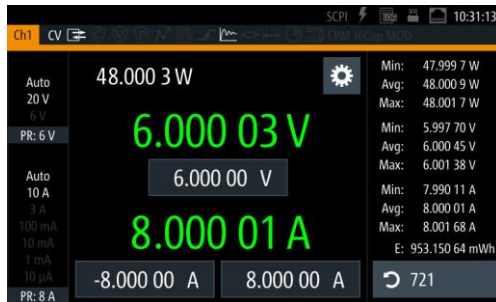 SCPI 10:31:13
Ch1 CV CPM HiCap MOD
Auto
20 V
6 V
PR: 6 V
Auto
10 A
3 A
100 mA
10 mA
1 mA
10 µA
PR: 8 A
48.000 3 W
6.000 03 V
6.000 00 V
8.000 01 A
-8.000 00 A 8.000 00 A
Min: 47.999 7 W
Avg: 48.000 9 W
Max: 48.001 7 W
Min: 5.997 70 V
Avg: 6.000 45 V
Max: 6.001 38 V
Min: 7.990 11 A
Avg: 8.000 01 A
Max: 8.001 68 A
E: 953.150 64 mWh
721